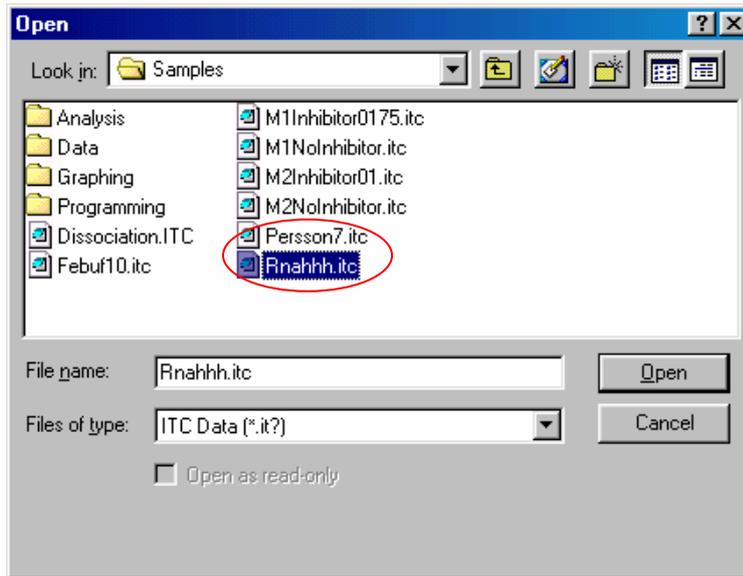 Open
Look in: Samples
Analysis
Data
Graphing
Programming
Dissociation.ITC
Febuf10.itc
M1Inhibitor0175.itc
M1NoInhibitor.itc
M2Inhibitor01.itc
M2NoInhibitor.itc
Persson7.itc
Rnahhh.itc
File name: Rnahhh.itc Open
Files of type: ITC Data (*.it?) Cancel
Open as read-only